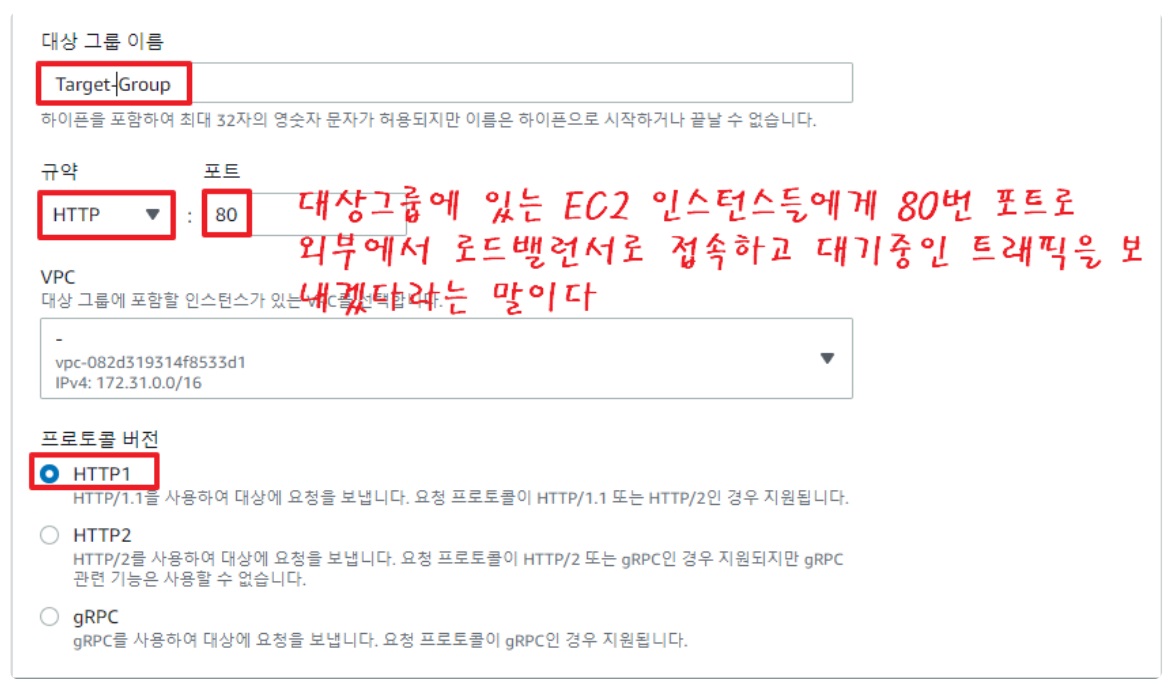 대상 그룹 이름
Target-Group
하이픈을 포함하여 최대 32자의 영숫자 문자가 허용되지만 이름은 하이픈으로 시작하거나 끝날 수 없습니다.
규약 포트
HTTP : 80
대상그룹에 있는 EC2 인스턴스들에게 80번 포트로
외부에서 로드밸런서로 접속하고 대기중인 트래픽을 보
내겠다라는 말이다
VPC
대상 그룹에 포함할 인스턴스가 있는 VPC를 선택합니다.
-
vpc-082d319314f8533d1
IPv4: 172.31.0.0/16
프로토콜 버전
HTTP1
HTTP/1.1을 사용하여 대상에 요청을 보냅니다. 요청 프로토콜이 HTTP/1.1 또는 HTTP/2인 경우 지원됩니다.
HTTP2
HTTP/2를 사용하여 대상에 요청을 보냅니다. 요청 프로토콜이 HTTP/2 또는 gRPC인 경우 지원되지만 gRPC
관련 기능은 사용할 수 없습니다.
gRPC
gRPC를 사용하여 대상에 요청을 보냅니다. 요청 프로토콜이 gRPC인 경우 지원됩니다.